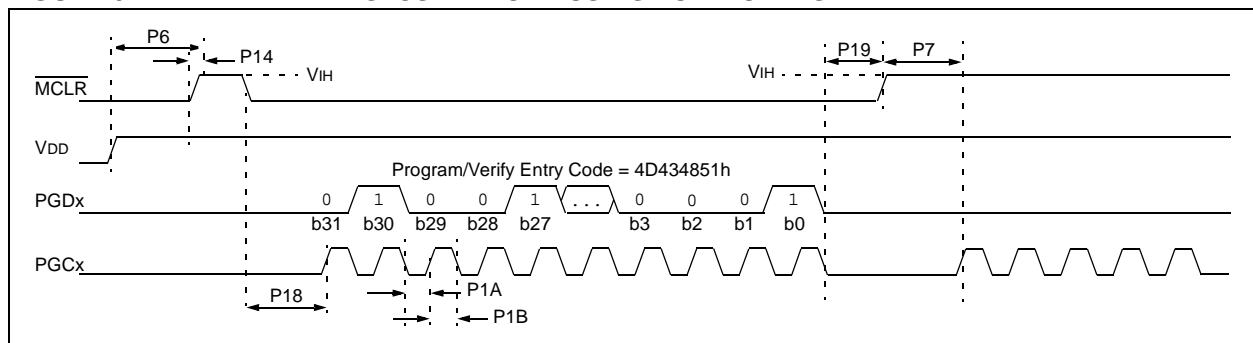 P6
P14
P19
P7
VIH
VIH
MCLR
VDD
Program/Verify Entry Code = 4D434851h
PGDx
0 1 0 0 1 ... 0 0 0 1
b31 b30 b29 b28 b27 b3 b2 b1 b0
PGCx
P18
P1A
P1B